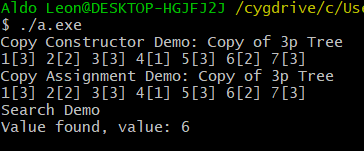 Aldo Leon@DESKTOP-HGJFJ2J /cygdrive/c/Use
$ ./a.exe
Copy Constructor Demo: Copy of 3p Tree
1[3] 2[2] 3[3] 4[1] 5[3] 6[2] 7[3]
Copy Assignment Demo: Copy of 3p Tree
1[3] 2[2] 3[3] 4[1] 5[3] 6[2] 7[3]
Search Demo
Value found, value: 6